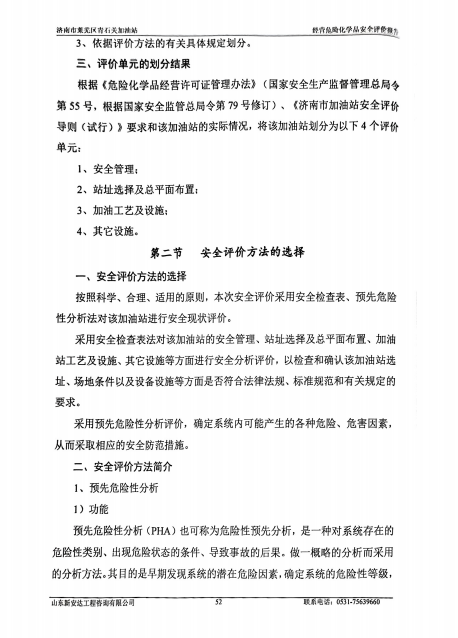 济南市莱芜区青石关加油站 经营危险化学品安全评价报告
3、依据评价方法的有关具体规定划分。
三、评价单元的划分结果
根据《危险化学品经营许可证管理办法》（国家安全生产监督管理总局令
第 55 号，根据国家安全监管总局令第 79 号修订）、《济南市加油站安全评价
导则（试行）》要求和该加油站的实际情况，将该加油站划分为以下 4 个评价
单元：
1、安全管理；
2、站址选择及总平面布置；
3、加油工艺及设施；
4、其它设施。
第二节 安全评价方法的选择
一、安全评价方法的选择
按照科学、合理、适用的原则，本次安全评价采用安全检查表、预先危险
性分析法对该加油站进行安全现状评价。
采用安全检查表法对该加油站的安全管理、站址选择及总平面布置、加油
站工艺及设施、其它设施等方面进行安全分析评价，以检查和确认该加油站选
址、场地条件以及设备设施等方面是否符合法律法规、标准规范和有关规定的
要求。
采用预先危险性分析评价，确定系统内可能产生的各种危险、危害因素，
从而采取相应的安全防范措施。
二、安全评价方法简介
1、预先危险性分析
1）功能
预先危险性分析（PHA）也可称为危险性预先分析，是一种对系统存在的
危险性类别、出现危险状态的条件、导致事故的后果。做一概略的分析而采用
的分析方法。其目的是早期发现系统的潜在危险因素，确定系统的危险性等级，
山东新安达工程咨询有限公司 52 联系电话：0531-75639660